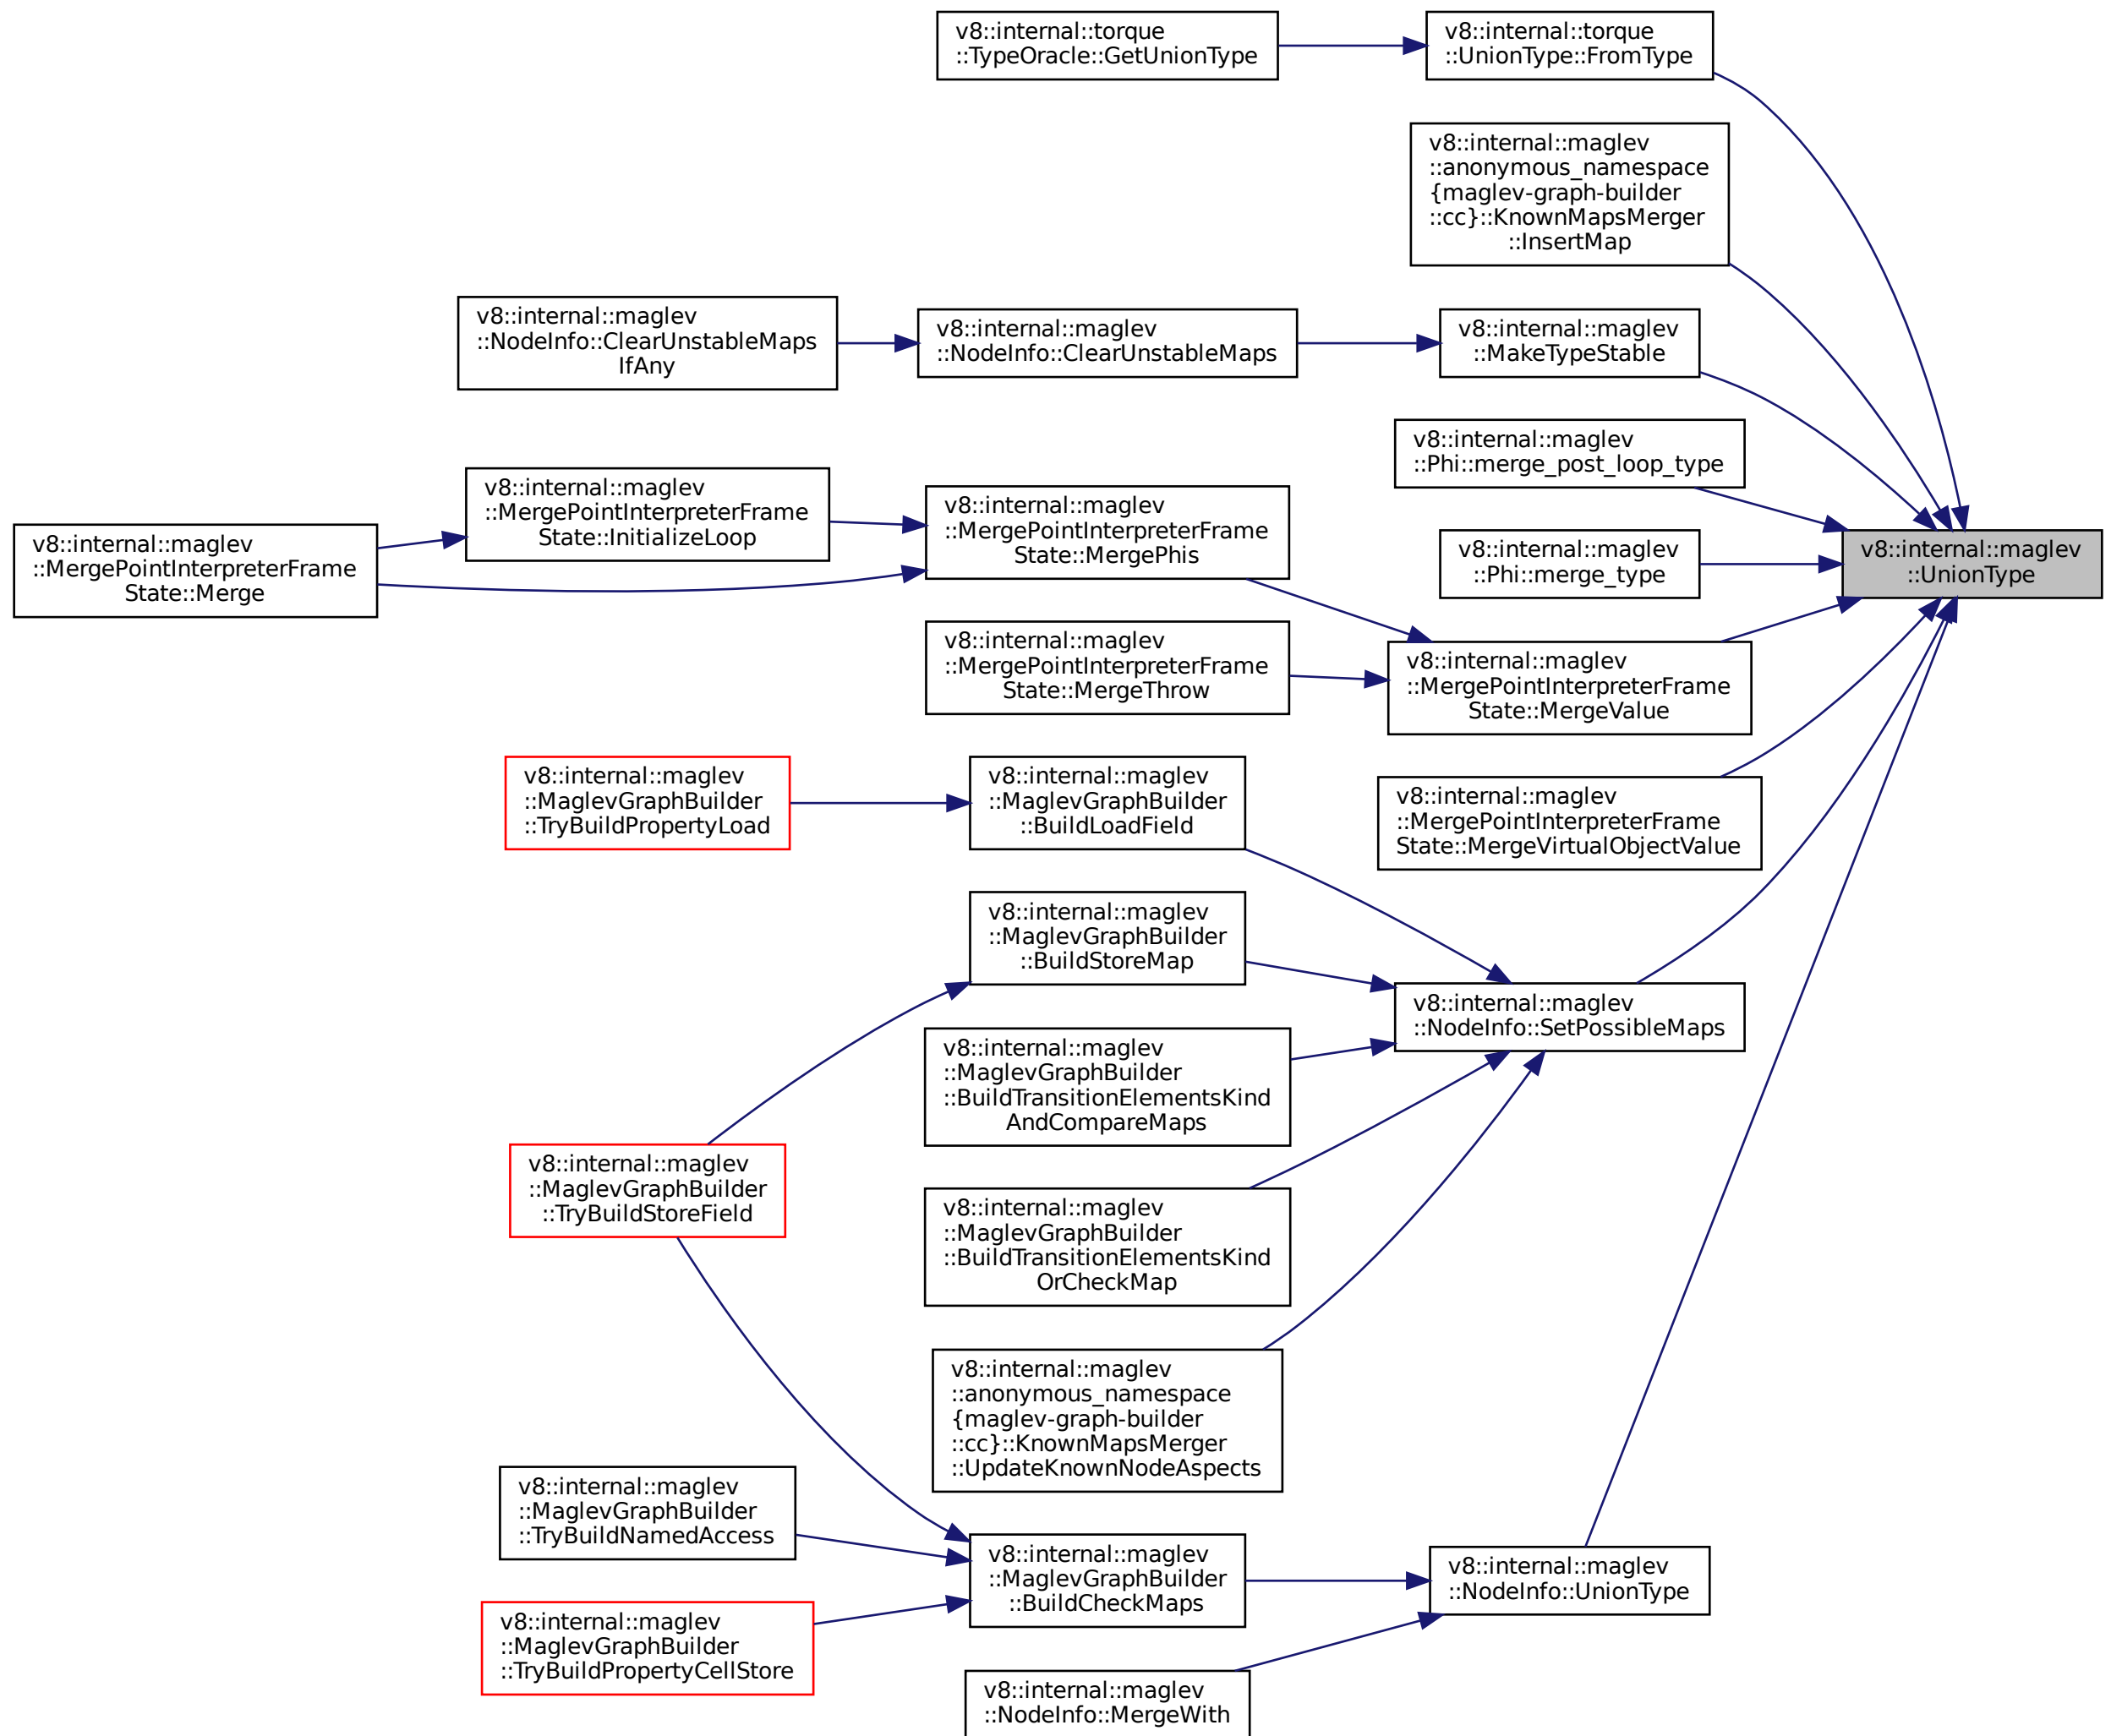 v8::internal::torque
::TypeOracle::GetUnionType
v8::internal::torque
::UnionType::FromType
v8::internal::maglev
::anonymous_namespace
{maglev-graph-builder
::cc}::KnownMapsMerger
::InsertMap
v8::internal::maglev
::NodeInfo::ClearUnstableMaps
IfAny
v8::internal::maglev
::NodeInfo::ClearUnstableMaps
v8::internal::maglev
::MakeTypeStable
v8::internal::maglev
::Phi::merge_post_loop_type
v8::internal::maglev
::MergePointInterpreterFrame
State::Merge
v8::internal::maglev
::MergePointInterpreterFrame
State::InitializeLoop
v8::internal::maglev
::MergePointInterpreterFrame
State::MergePhis
v8::internal::maglev
::Phi::merge_type
v8::internal::maglev
::UnionType
v8::internal::maglev
::MergePointInterpreterFrame
State::MergeThrow
v8::internal::maglev
::MergePointInterpreterFrame
State::MergeValue
v8::internal::maglev
::MaglevGraphBuilder
::TryBuildPropertyLoad
v8::internal::maglev
::MaglevGraphBuilder
::BuildLoadField
v8::internal::maglev
::MergePointInterpreterFrame
State::MergeVirtualObjectValue
v8::internal::maglev
::MaglevGraphBuilder
::BuildStoreMap
v8::internal::maglev
::NodeInfo::SetPossibleMaps
v8::internal::maglev
::MaglevGraphBuilder
::BuildTransitionElementsKind
AndCompareMaps
v8::internal::maglev
::MaglevGraphBuilder
::TryBuildStoreField
v8::internal::maglev
::MaglevGraphBuilder
::BuildTransitionElementsKind
OrCheckMap
v8::internal::maglev
::anonymous_namespace
{maglev-graph-builder
::cc}::KnownMapsMerger
::UpdateKnownNodeAspects
v8::internal::maglev
::MaglevGraphBuilder
::TryBuildNamedAccess
v8::internal::maglev
::MaglevGraphBuilder
::BuildCheckMaps
v8::internal::maglev
::NodeInfo::UnionType
v8::internal::maglev
::MaglevGraphBuilder
::TryBuildPropertyCellStore
v8::internal::maglev
::NodeInfo::MergeWith